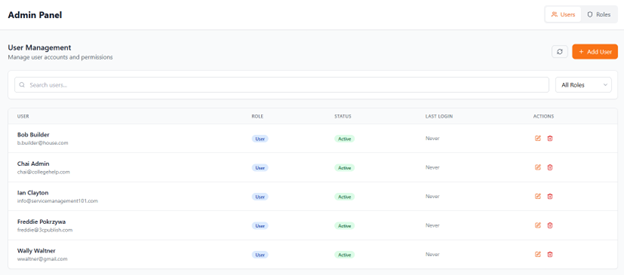 Admin Panel
Users
Roles
User Management
Manage user accounts and permissions
Add User
Search users...
All Roles
USER ROLE STATUS LAST LOGIN ACTIONS
Bob Builder
b.builder@house.com
User Active Never
Chai Admin
chai@collegehelp.com
User Active Never
Ian Clayton
info@servicemanagement101.com
User Active Never
Freddie Pokrzywa
freddie@3cpublish.com
User Active Never
Wally Waltner
wwaltner@gmail.com
User Active Never